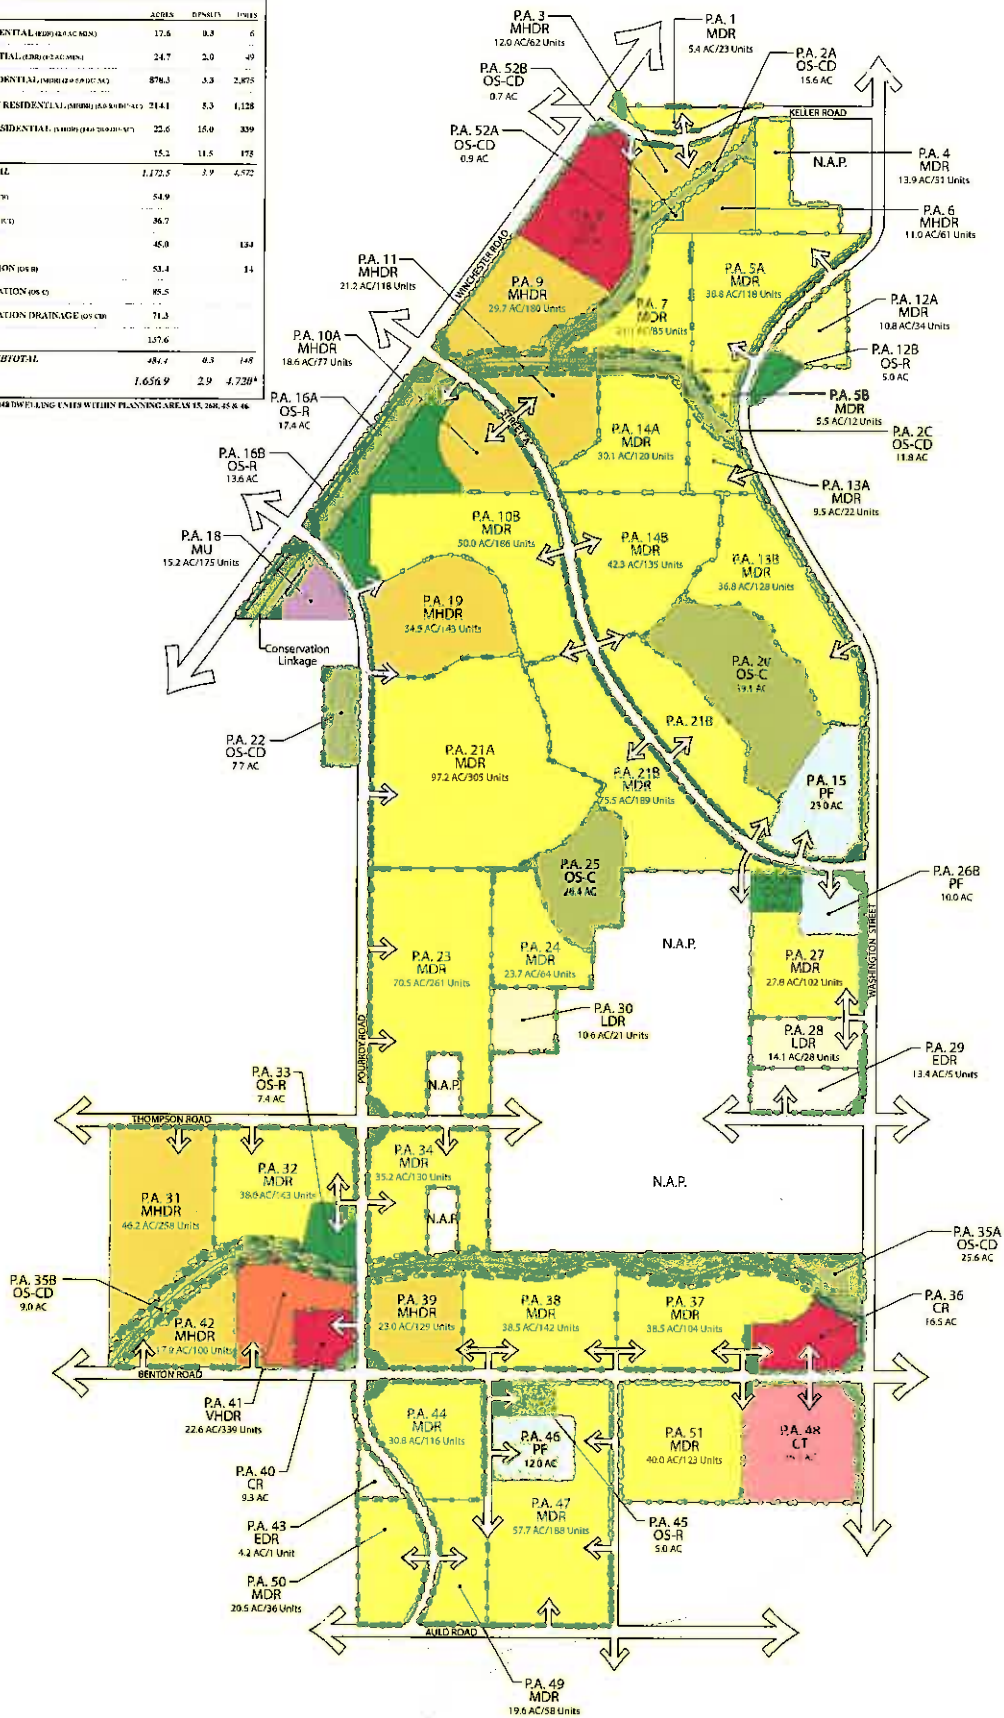 ACRES DENSITY UNITS
17.6 0.3 6
24.7 2.0 49
878.3 3.3 2,875
RESIDENTIAL 214.1 5.3 1,128
22.6 15.0 339
15.2 11.5 175
1,172.5 3.9 4,572
54.9
36.7
45.0 134
53.4 14
85.5
ATION DRAINAGE 71.3
137.6
BTOTAL 484.4 0.3 148
1,656.9 2.9 4,720*
DWELLING UNITS WITHIN PLANNING AREAS 15, 26B, 45 & 46
P.A. 3
MHDR
12.0 AC/62 Units
P.A. 1
MDR
5.4 AC/23 Units
P.A. 2A
OS-CD
15.6 AC
P.A. 52B
OS-CD
0.7 AC
P.A. 52A
OS-CD
0.9 AC
KELLER ROAD
N.A.P.
P.A. 4
MDR
13.9 AC/51 Units
P.A. 6
MHDR
11.0 AC/61 Units
WINCHESTER ROAD
P.A. 11
MHDR
21.2 AC/118 Units
P.A. 9
MHDR
29.7 AC/180 Units
P.A. 5A
MDR
38.8 AC/118 Units
P.A. 7
MDR
P.A. 12A
MDR
10.8 AC/34 Units
P.A. 10A
MHDR
18.6 AC/77 Units
P.A. 12B
OS-R
5.0 AC
P.A. 5B
MDR
5.5 AC/12 Units
P.A. 16A
OS-R
17.4 AC
STREET A
P.A. 14A
MDR
30.1 AC/120 Units
P.A. 2C
OS-CD
11.8 AC
P.A. 16B
OS-R
13.6 AC
P.A. 13A
MDR
9.5 AC/22 Units
P.A. 18
MU
15.2 AC/175 Units
P.A. 10B
MDR
50.0 AC/166 Units
P.A. 14B
MDR
42.3 AC/135 Units
P.A. 13B
MDR
36.8 AC/128 Units
P.A. 19
MHDR
34.5 AC/143 Units
Conservation
Linkage
P.A. 20
OS-C
59.1 AC
P.A. 22
OS-CD
7.7 AC
P.A. 21A
MDR
97.2 AC/305 Units
P.A. 21B
P.A. 21B
MDR
75.5 AC/189 Units
P.A. 15
PF
23.0 AC
P.A. 25
OS-C
26.4 AC
P.A. 26B
PF
10.0 AC
N.A.P.
P.A. 23
MDR
70.5 AC/261 Units
P.A. 24
MDR
23.7 AC/64 Units
P.A. 27
MDR
27.8 AC/102 Units
WASHINGTON STREET
P.A. 30
LDR
10.6 AC/21 Units
P.A. 28
LDR
14.1 AC/28 Units
P.A. 29
EDR
13.4 AC/5 Units
POURROY ROAD
N.A.P.
P.A. 33
OS-R
7.4 AC
THOMPSON ROAD
P.A. 31
MHDR
46.2 AC/258 Units
P.A. 32
MDR
38.6 AC/143 Units
P.A. 34
MDR
35.2 AC/130 Units
N.A.P.
N.A.P.
P.A. 35A
OS-CD
25.6 AC
P.A. 35B
OS-CD
9.0 AC
P.A. 42
MHDR
17.9 AC/100 Units
P.A. 39
MHDR
23.0 AC/129 Units
P.A. 38
MDR
38.5 AC/142 Units
P.A. 37
MDR
38.5 AC/104 Units
P.A. 36
CR
16.5 AC
BENTON ROAD
P.A. 41
VHDR
22.6 AC/339 Units
P.A. 44
MDR
30.8 AC/116 Units
P.A. 46
PF
12.0 AC
P.A. 51
MDR
40.0 AC/123 Units
P.A. 48
CT
P.A. 40
CR
9.3 AC
P.A. 43
EDR
4.2 AC/1 Unit
P.A. 47
MDR
57.7 AC/188 Units
P.A. 45
OS-R
5.0 AC
P.A. 50
MDR
20.5 AC/36 Units
AULD ROAD
P.A. 49
MDR
19.6 AC/58 Units